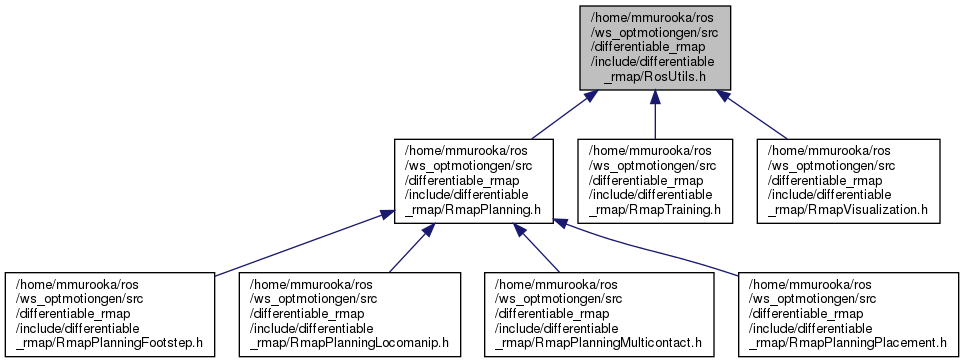 /home/mmurooka/ros
/ws_optmotiongen/src
/differentiable_rmap
/include/differentiable
_rmap/RosUtils.h
/home/mmurooka/ros
/ws_optmotiongen/src
/differentiable_rmap
/include/differentiable
_rmap/RmapPlanning.h
/home/mmurooka/ros
/ws_optmotiongen/src
/differentiable_rmap
/include/differentiable
_rmap/RmapTraining.h
/home/mmurooka/ros
/ws_optmotiongen/src
/differentiable_rmap
/include/differentiable
_rmap/RmapVisualization.h
/home/mmurooka/ros
/ws_optmotiongen/src
/differentiable_rmap
/include/differentiable
_rmap/RmapPlanningFootstep.h
/home/mmurooka/ros
/ws_optmotiongen/src
/differentiable_rmap
/include/differentiable
_rmap/RmapPlanningLocomanip.h
/home/mmurooka/ros
/ws_optmotiongen/src
/differentiable_rmap
/include/differentiable
_rmap/RmapPlanningMulticontact.h
/home/mmurooka/ros
/ws_optmotiongen/src
/differentiable_rmap
/include/differentiable
_rmap/RmapPlanningPlacement.h